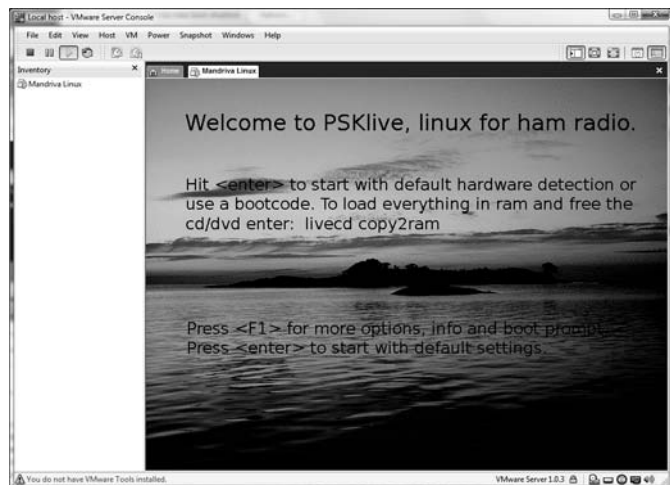 Local host - VMware Server Console
File Edit View Host VM Power Snapshot Windows Help
Inventory ×
Mandriva Linux
Home Mandriva Linux
Welcome to PSKlive, linux for ham radio.
Hit <enter> to start with default hardware detection or
use a bootcode. To load everything in ram and free the
cd/dvd enter: livecd copy2ram
Press <F1> for more options, info and boot prompt.
Press <enter> to start with default settings.
You do not have VMware Tools installed.
VMware Server 1.0.3